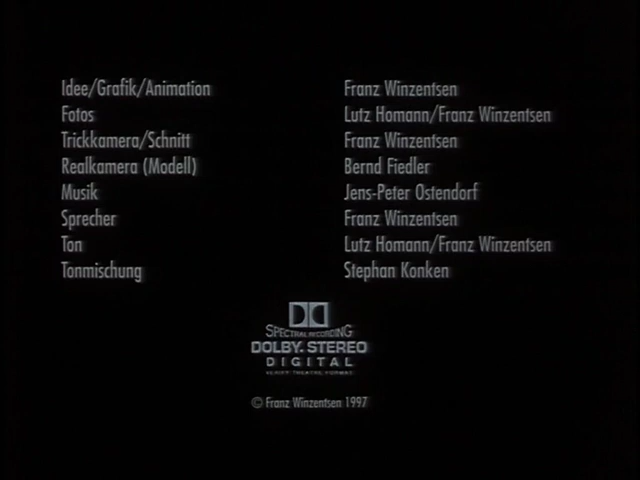 Idee/Grafik/Animation Franz Winzentsen
Fotos Lutz Homann/Franz Winzentsen
Trickkamera/Schnitt Franz Winzentsen
Realkamera (Modell) Bernd Fiedler
Musik Jens-Peter Ostendorf
Sprecher Franz Winzentsen
Ton Lutz Homann/Franz Winzentsen
Tonmischung Stephan Konken
SPECTRAL RECORDING
DOLBY STEREO
DIGITAL
© Franz Winzentsen 1997